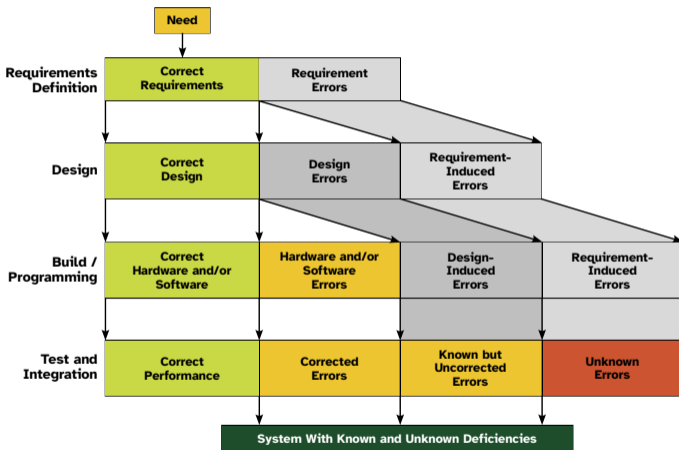 Need
Requirements
Definition
Correct
Requirements
Requirement
Errors
Design
Correct
Design
Design
Errors
Requirement-
Induced
Errors
Build /
Programming
Correct
Hardware and/or
Software
Hardware and/or
Software
Errors
Design-
Induced
Errors
Requirement-
Induced
Errors
Test and
Integration
Correct
Performance
Corrected
Errors
Known but
Uncorrected
Errors
Unknown
Errors
System With Known and Unknown Deficiencies